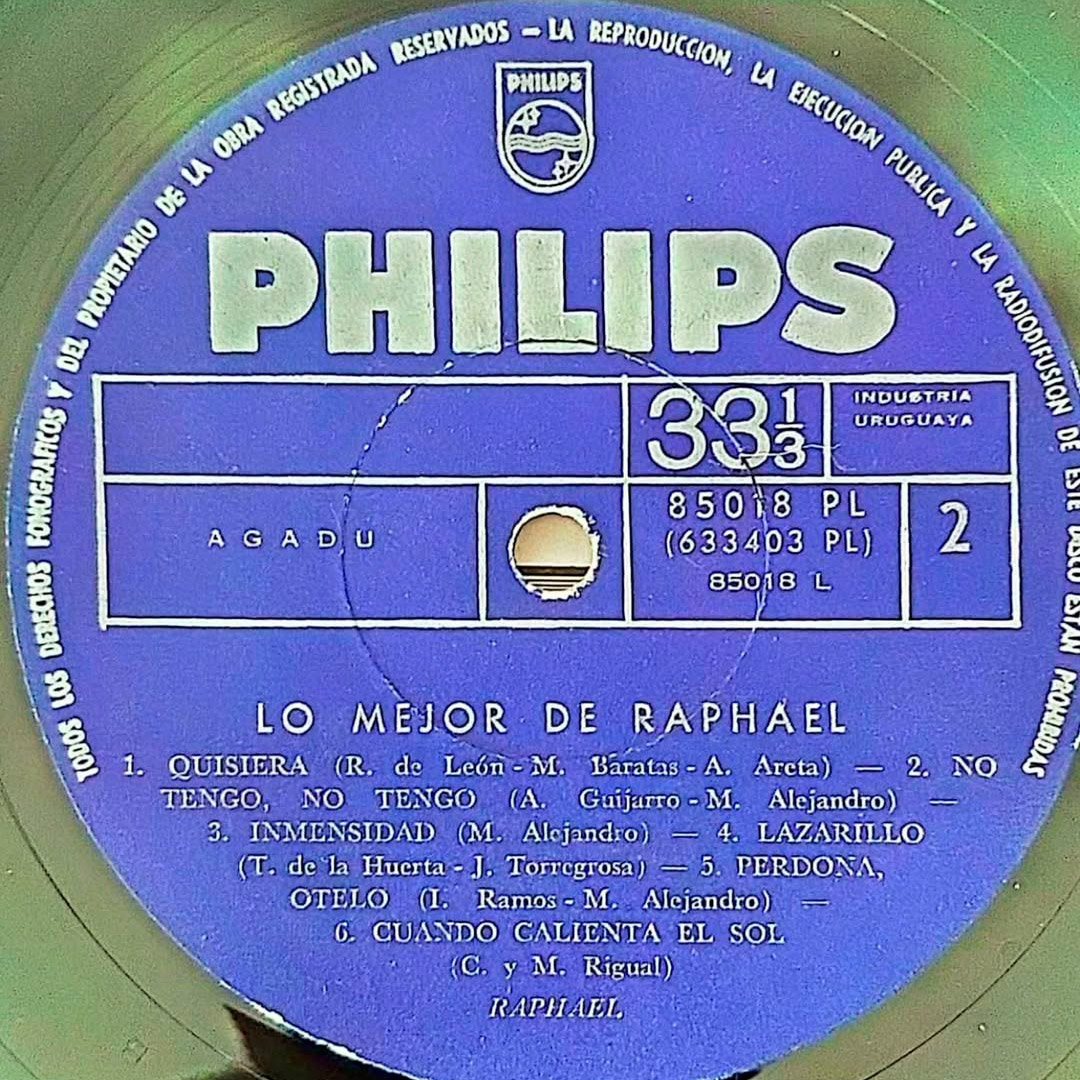 TODOS LOS DERECHOS FONOGRAFICOS Y DEL PROPIETARIO DE LA OBRA REGISTRADA RESERVADOS — LA REPRODUCCION, LA EJECUCION PUBLICA Y LA RADIODIFUSION DE ESTE DISCO ESTAN PROHIBIDAS
PHILIPS
PHILIPS
33 1/3
INDUSTRIA
URUGUAYA
AGADU
85018 PL
(633403 PL)
85018 L
2
LO MEJOR DE RAPHAEL
1. QUISIERA (R. de León - M. Baratas - A. Areta) — 2. NO
TENGO, NO TENGO (A. Guijarro - M. Alejandro) —
3. INMENSIDAD (M. Alejandro) — 4. LAZARILLO
(T. de la Huerta - J. Torregrosa) — 5. PERDONA,
OTELO (I. Ramos - M. Alejandro) —
6. CUANDO CALIENTA EL SOL
(C. y M. Rigual)
RAPHAEL.